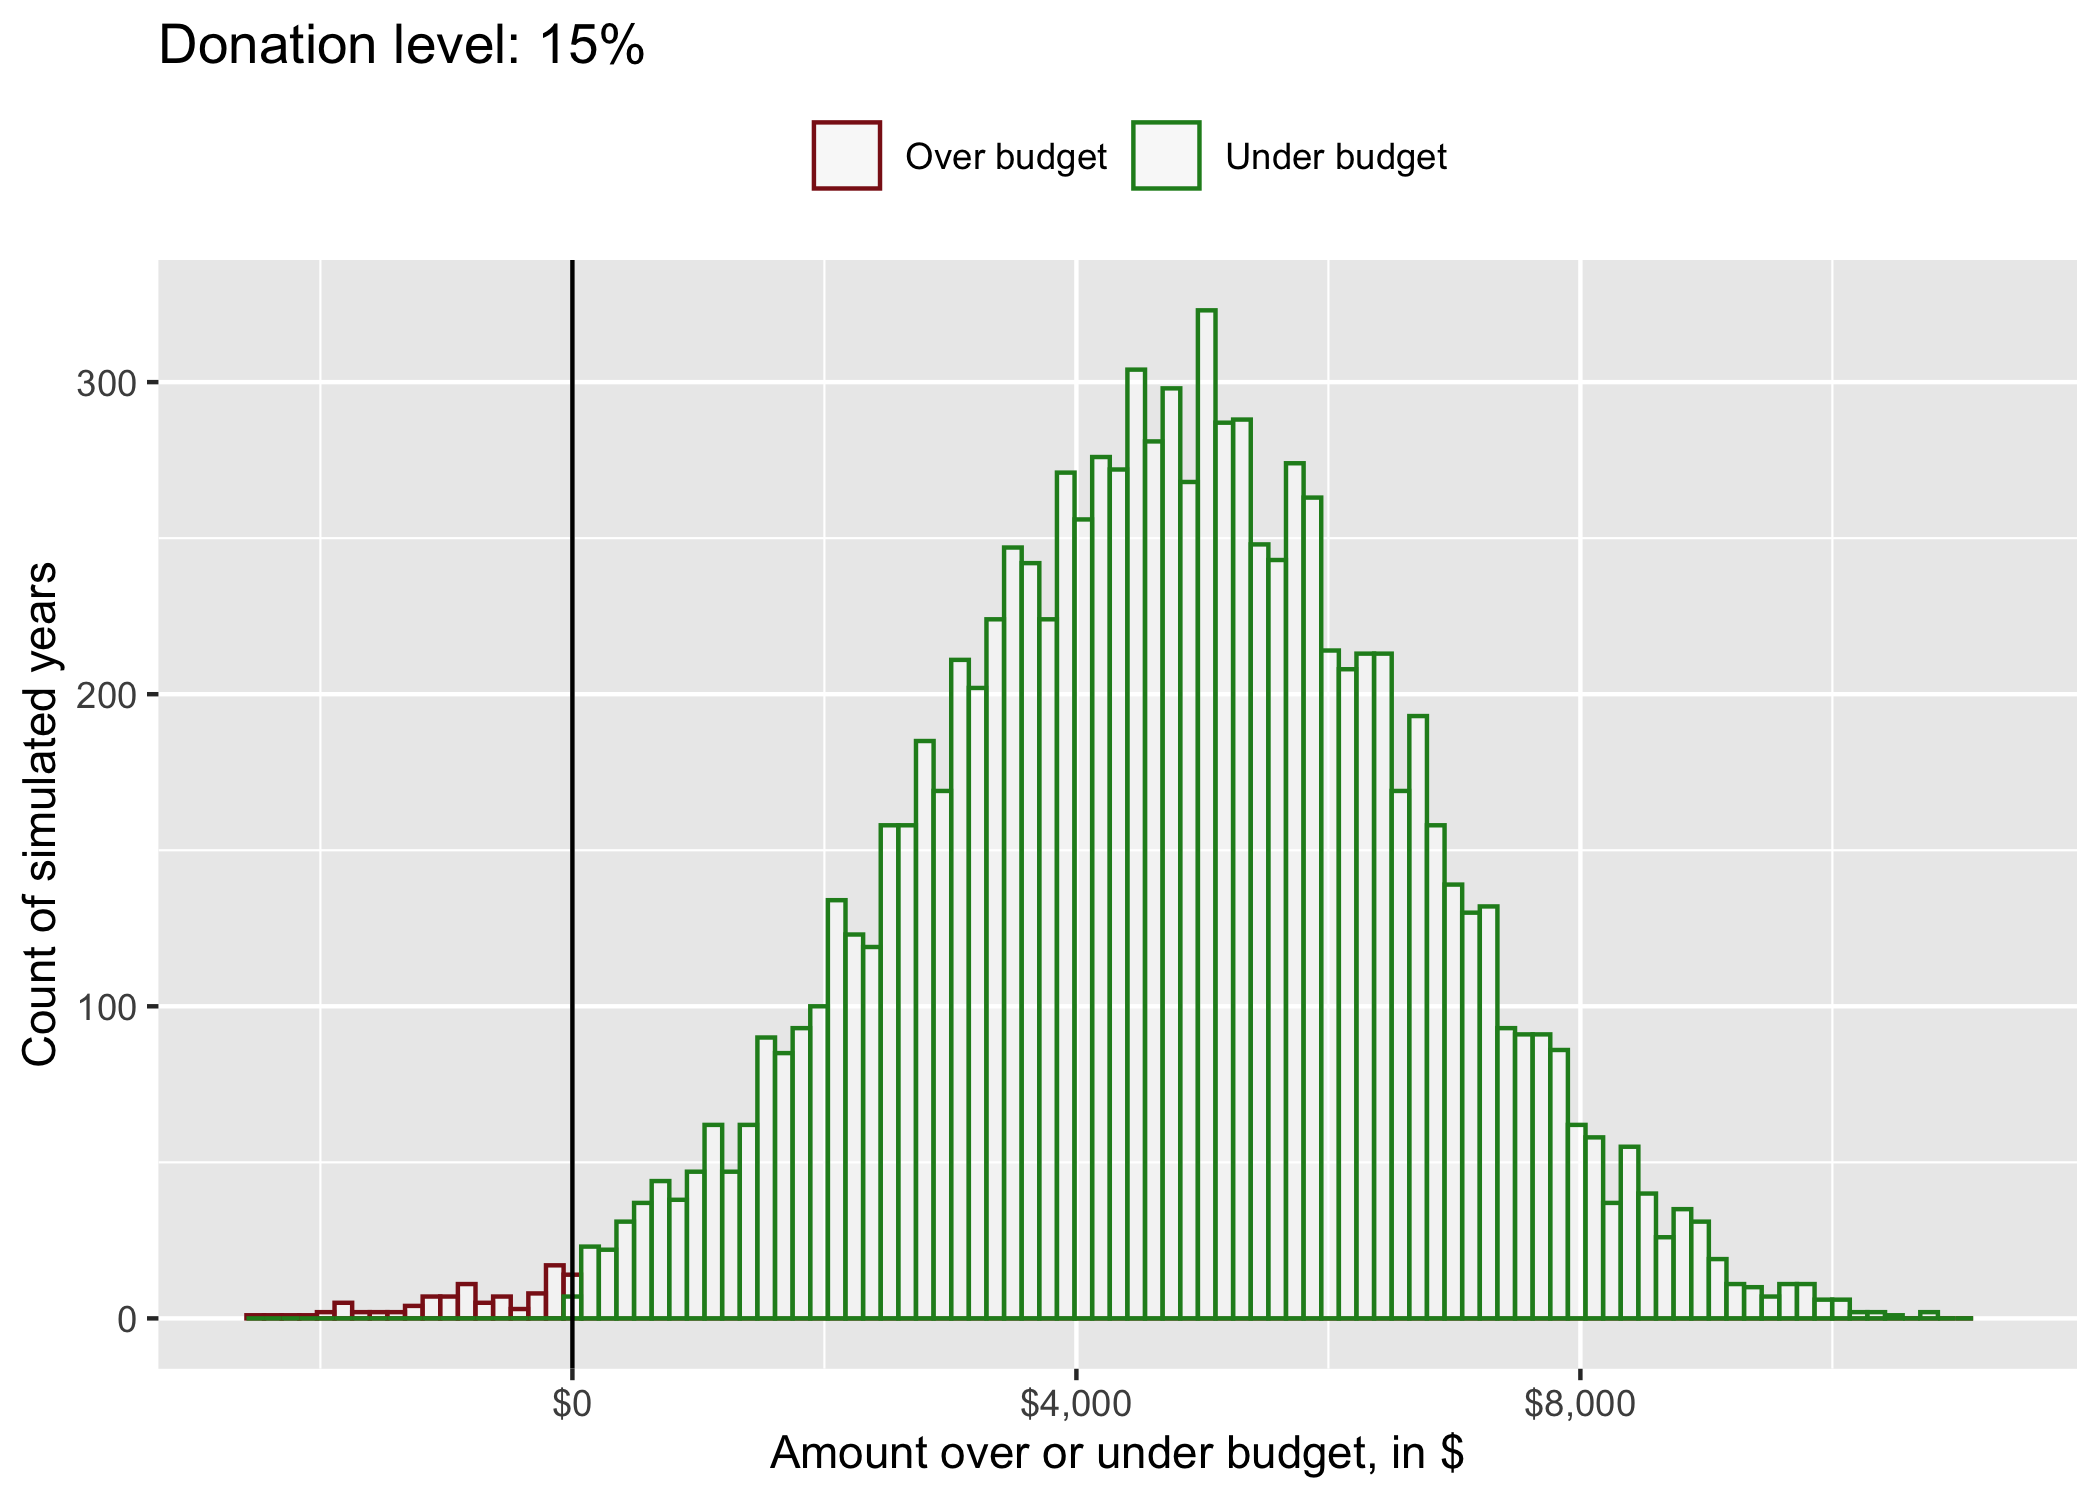 Donation level: 15%
Over budget
Under budget
Count of simulated years
300
200
100
0
$0
$4,000
$8,000
Amount over or under budget, in $